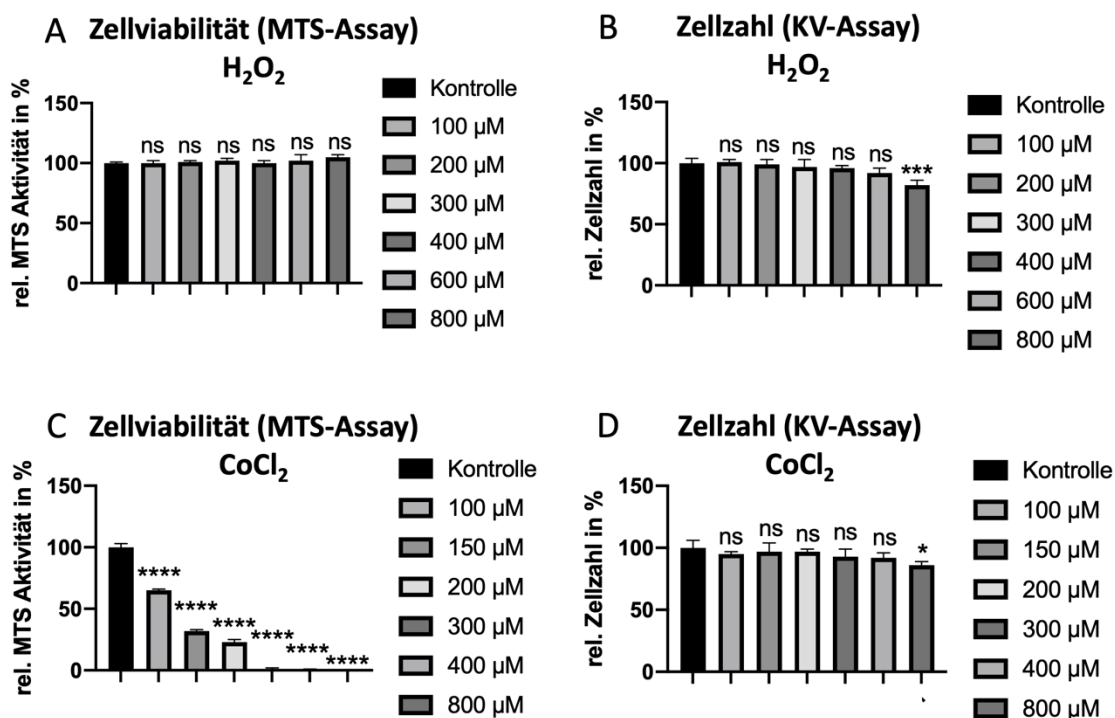 A Zellviabilität (MTS-Assay)
H₂O₂
rel. MTS Aktivität in %
150
100
50
0
ns ns ns ns ns ns
Kontrolle
100 µM
200 µM
300 µM
400 µM
600 µM
800 µM
B Zellzahl (KV-Assay)
H₂O₂
rel. Zellzahl in %
150
100
50
0
ns ns ns ns ns ***
Kontrolle
100 µM
200 µM
300 µM
400 µM
600 µM
800 µM
C Zellviabilität (MTS-Assay)
CoCl₂
rel. MTS Aktivität in %
150
100
50
0
**** **** **** **** **** ****
Kontrolle
100 µM
150 µM
200 µM
300 µM
400 µM
800 µM
D Zellzahl (KV-Assay)
CoCl₂
rel. Zellzahl in %
150
100
50
0
ns ns ns ns ns *
Kontrolle
100 µM
150 µM
200 µM
300 µM
400 µM
800 µM